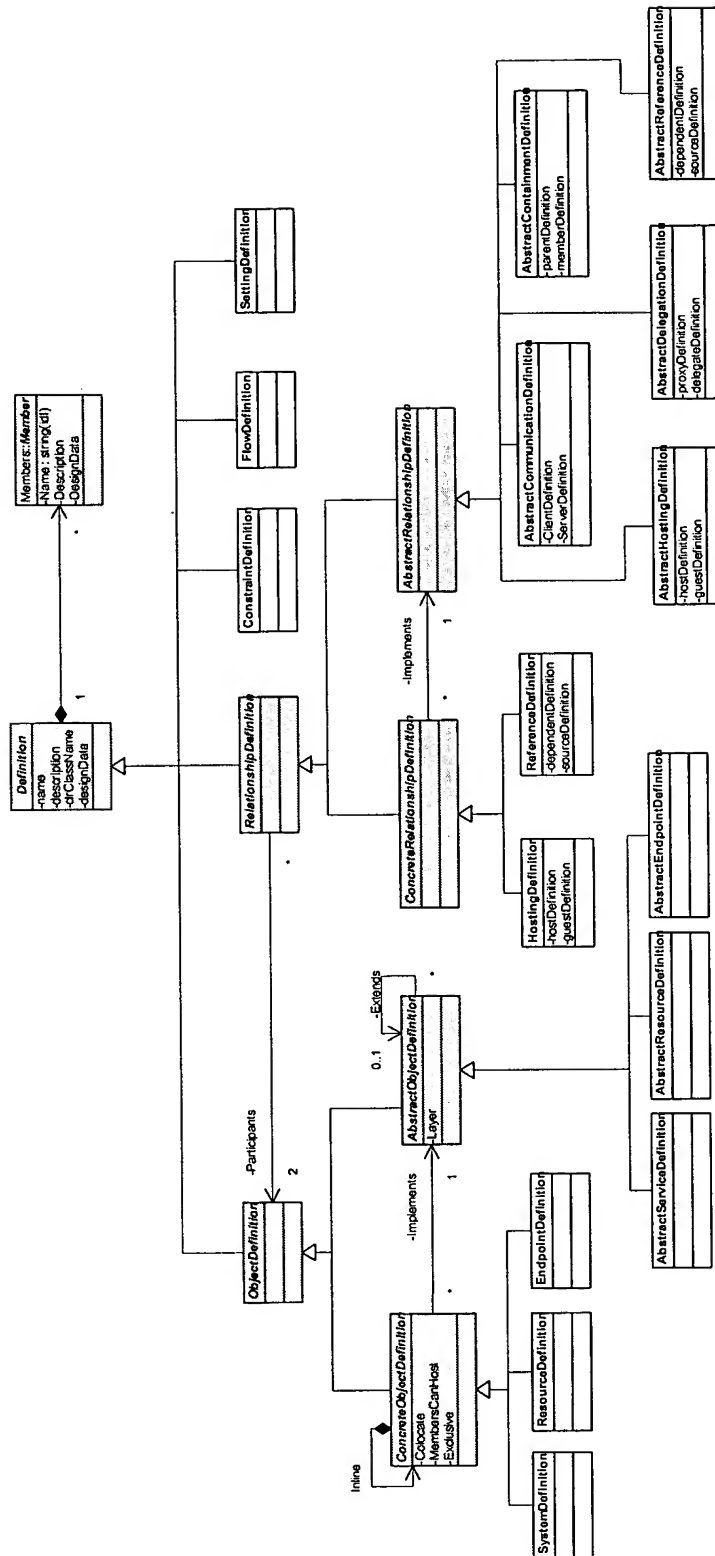 Definition
-name
-description
-drClassName
-designData
1
*
Members::Member
-Name : string(idl)
-Description
-DesignData
ObjectDefinition
-Participants
2
*
RelationshipDefinition
ConstraintDefinition
FlowDefinition
SettingDefinition
Inline
ConcreteObjectDefinition
-Colocate
-MembersCanHost
-Exclusive
-Implements
*
1
AbstractObjectDefinition
-Layer
-Extends
0..1
*
ConcreteRelationshipDefinition
-Implements
*
1
AbstractRelationshipDefinition
SystemDefinition
ResourceDefinition
EndpointDefinition
AbstractServiceDefinition
AbstractResourceDefinition
AbstractEndpointDefinition
HostingDefinition
-hostDefinition
-guestDefinition
ReferenceDefinition
-dependentDefinition
-sourceDefinition
AbstractCommunicationDefinition
-ClientDefinition
-ServerDefinition
AbstractContainmentDefinition
-parentDefinition
-memberDefinition
AbstractHostingDefinition
-hostDefinition
-guestDefinition
AbstractDelegationDefinition
-proxyDefinition
-delegateDefinition
AbstractReferenceDefinition
-dependentDefinition
-sourceDefinition